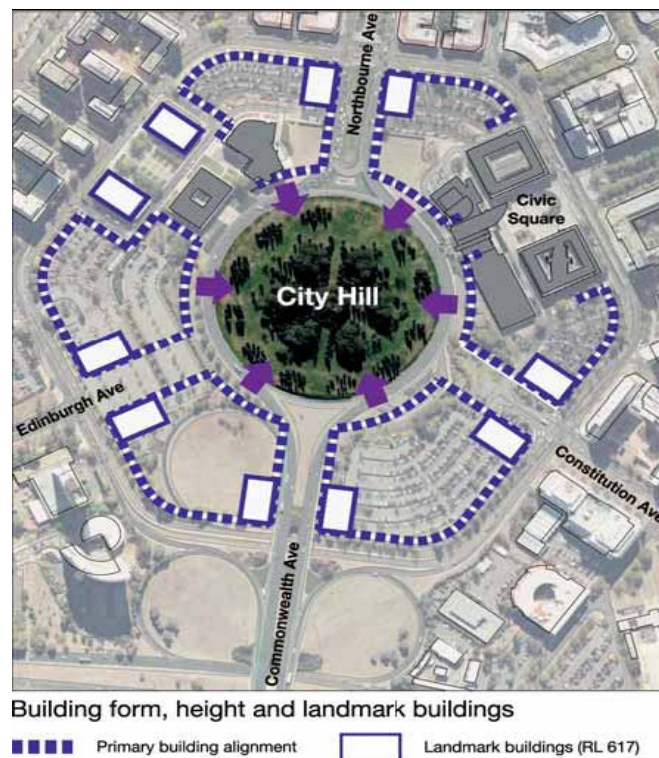 Northbourne Ave
Civic
Square
City Hill
Edinburgh Ave
Constitution Ave
Commonwealth Ave
Building form, height and landmark buildings
Primary building alignment
Landmark buildings (RL 617)